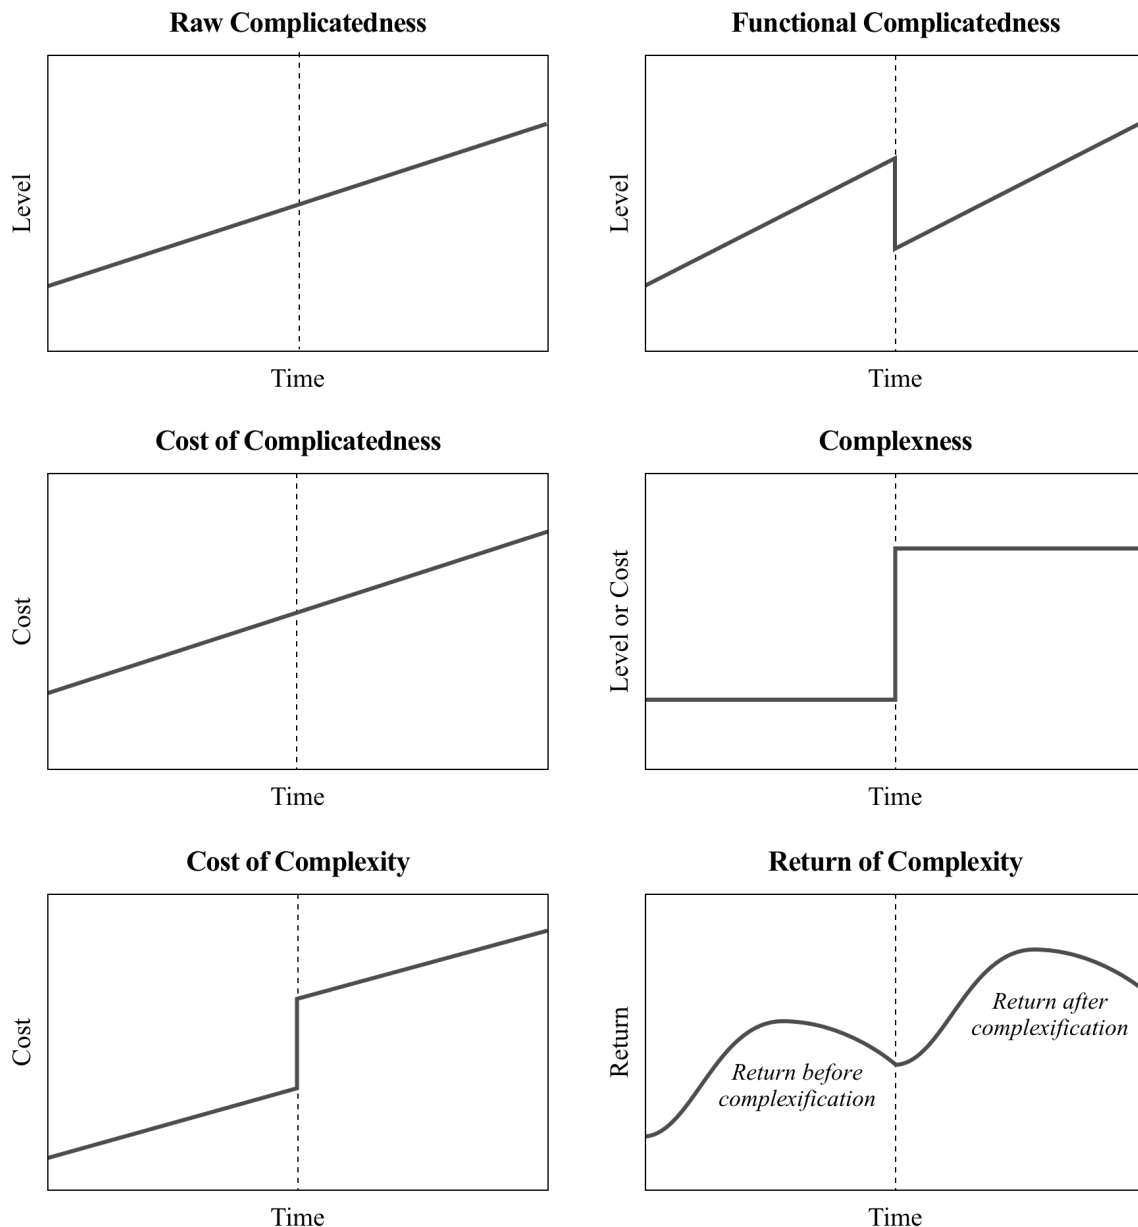 Raw Complicatedness
Level
Time
Functional Complicatedness
Level
Time
Cost of Complicatedness
Cost
Time
Complexness
Level or Cost
Time
Cost of Complexity
Cost
Time
Return of Complexity
Return
Return before
complexification
Return after
complexification
Time